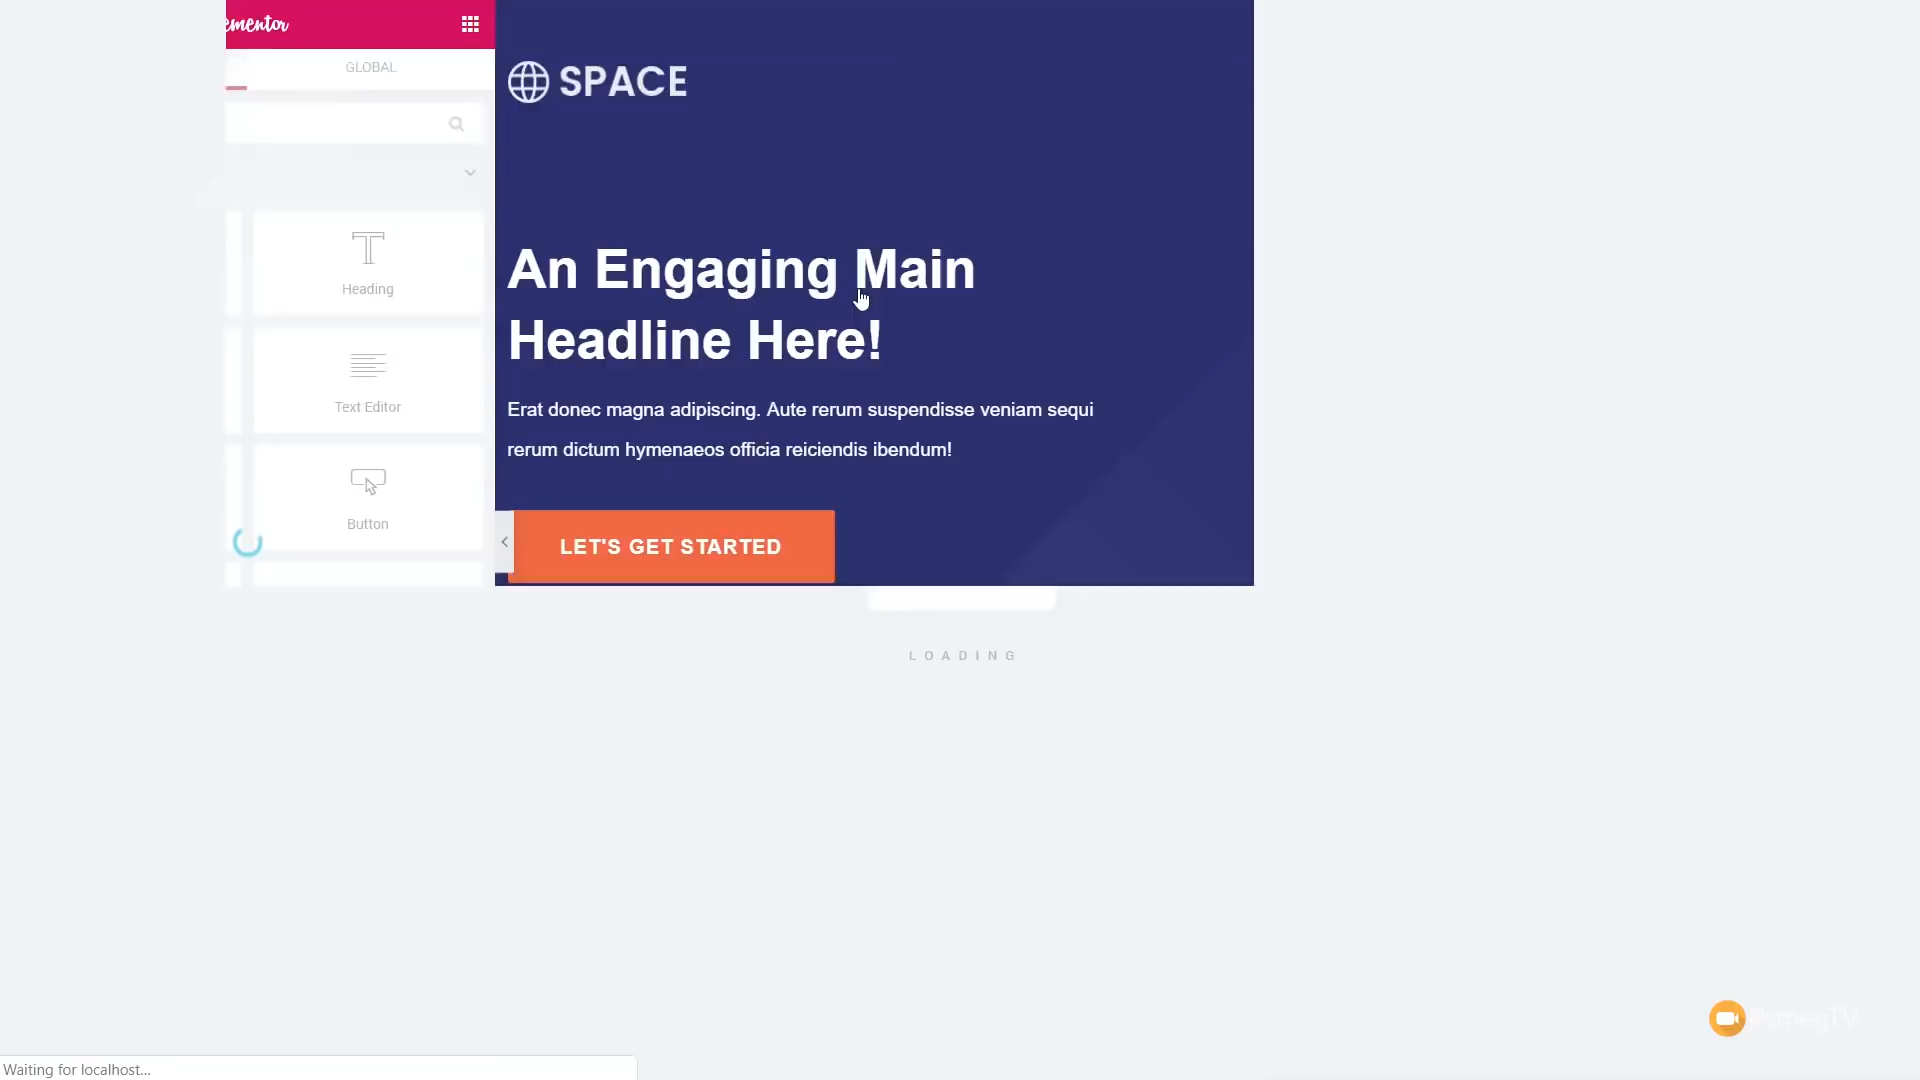 ementor
GLOBAL
SPACE
Heading
An Engaging Main
Headline Here!
Text Editor
Erat donec magna adipiscing. Aute rerum suspendisse veniam sequi
rerum dictum hymenaeos officia reiciendis ibendum!
Button
LET'S GET STARTED
LOADING
Waiting for localhost...